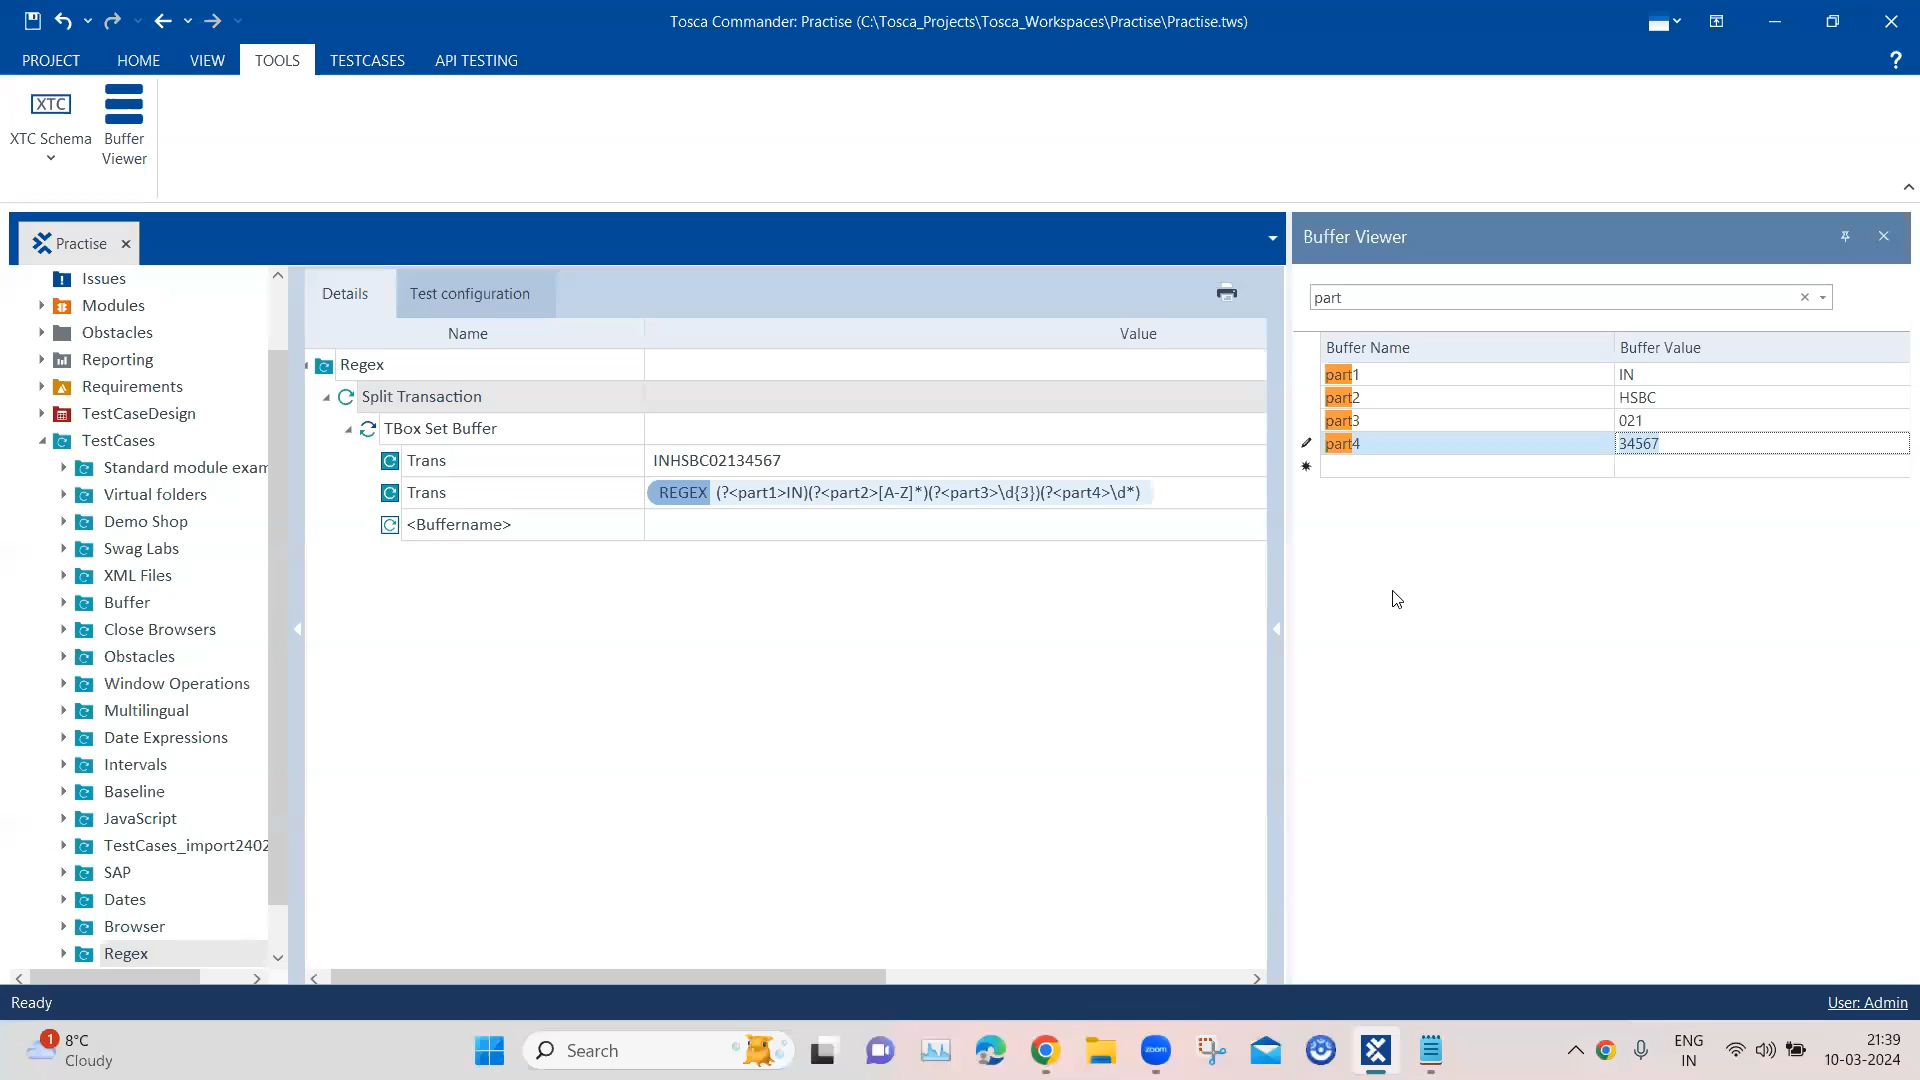 Tosca Commander: Practise (C:\Tosca_Projects\Tosca_Workspaces\Practise\Practise.tws)
PROJECT HOME VIEW TOOLS TESTCASES API TESTING ?
XTC
XTC Schema
Buffer
Viewer
Practise
Buffer Viewer
Issues
Modules
Obstacles
Reporting
Requirements
TestCaseDesign
TestCases
Standard module exam
Virtual folders
Demo Shop
Swag Labs
XML Files
Buffer
Close Browsers
Obstacles
Window Operations
Multilingual
Date Expressions
Intervals
Baseline
JavaScript
TestCases_import2402
SAP
Dates
Browser
Regex
Details Test configuration
Name Value
Regex
Split Transaction
TBox Set Buffer
Trans INHSBC02134567
Trans REGEX (?<part1>IN)(?<part2>[A-Z]*)(?<part3>\d{3})(?<part4>\d*)
<Buffername>
part
Buffer Name Buffer Value
part1 IN
part2 HSBC
part3 021
part4 34567
Ready User: Admin
1 8°C
Cloudy
Search
zoom
ENG
IN
21:39
10-03-2024